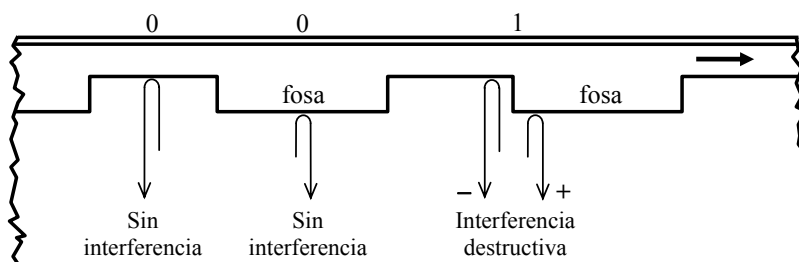 0 0 1
fosa fosa
– +
Sin interferencia
Sin interferencia
Interferencia destructiva